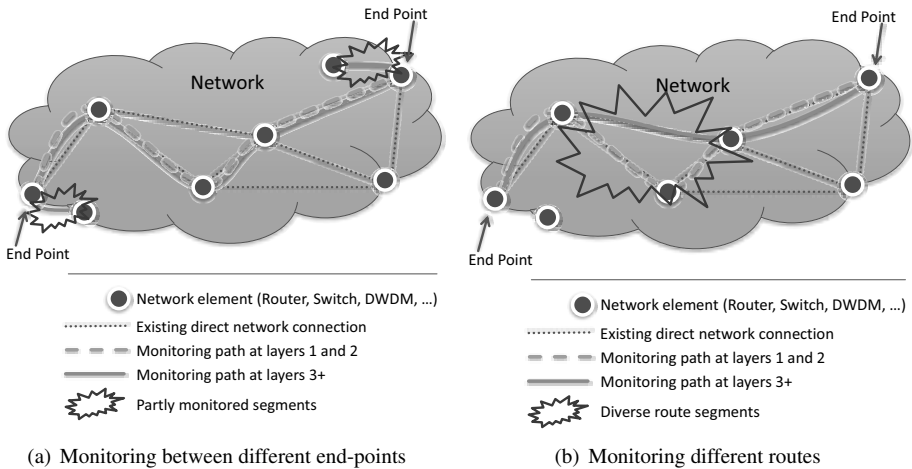 End Point
Network
End Point
Network element (Router, Switch, DWDM, …)
Existing direct network connection
Monitoring path at layers 1 and 2
Monitoring path at layers 3+
Partly monitored segments
(a) Monitoring between different end-points
End Point
Network
End Point
Network element (Router, Switch, DWDM, …)
Existing direct network connection
Monitoring path at layers 1 and 2
Monitoring path at layers 3+
Diverse route segments
(b) Monitoring different routes